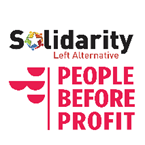 Solidarity
Left Alternative
PEOPLE
BEFORE
PROFIT